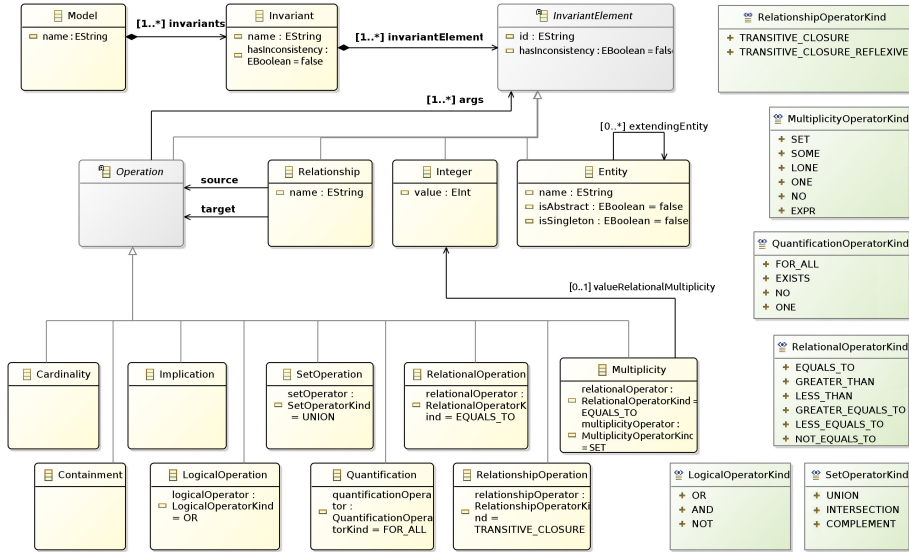 Model
name : EString
[1..*] invariants
Invariant
name : EString
hasInconsistency :
EBoolean = false
[1..*] invariantElement
InvariantElement
id : EString
hasInconsistency : EBoolean = false
RelationshipOperatorKind
TRANSITIVE_CLOSURE
TRANSITIVE_CLOSURE_REFLEXIVE
[1..*] args
[0..*] extendingEntity
MultiplicityOperatorKind
SET
SOME
LONE
ONE
NO
EXPR
Operation
source
target
Relationship
name : EString
Integer
value : EInt
Entity
name : EString
isAbstract : EBoolean = false
isSingleton : EBoolean = false
QuantificationOperatorKind
FOR_ALL
EXISTS
NO
ONE
[0..1] valueRelationalMultiplicity
RelationalOperatorKind
EQUALS_TO
GREATER_THAN
LESS_THAN
GREATER_EQUALS_TO
LESS_EQUALS_TO
NOT_EQUALS_TO
Cardinality
Implication
SetOperation
setOperator :
SetOperatorKind
= UNION
RelationalOperation
relationalOperator :
RelationalOperatorK
ind = EQUALS_TO
Multiplicity
relationalOperator :
RelationalOperatorKind =
EQUALS_TO
multiplicityOperator :
MultiplicityOperatorKind
= SET
Containment
LogicalOperation
logicalOperator :
LogicalOperatorKind
= OR
Quantification
quantificationOpera
tor :
QuantificationOpera
torKind = FOR_ALL
RelationshipOperation
relationshipOperator :
RelationshipOperatorKi
nd =
TRANSITIVE_CLOSURE
LogicalOperatorKind
OR
AND
NOT
SetOperatorKind
UNION
INTERSECTION
COMPLEMENT